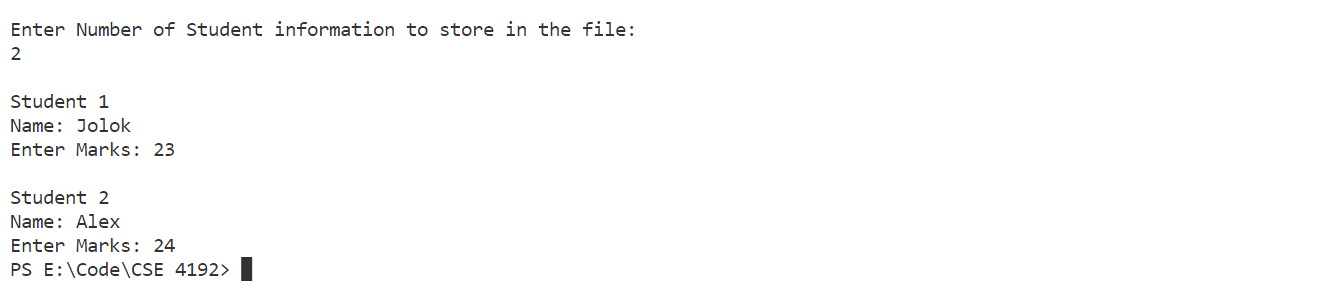 Enter Number of Student information to store in the file:
2
Student 1
Name: Jolok
Enter Marks: 23
Student 2
Name: Alex
Enter Marks: 24
PS E:\Code\CSE 4192>